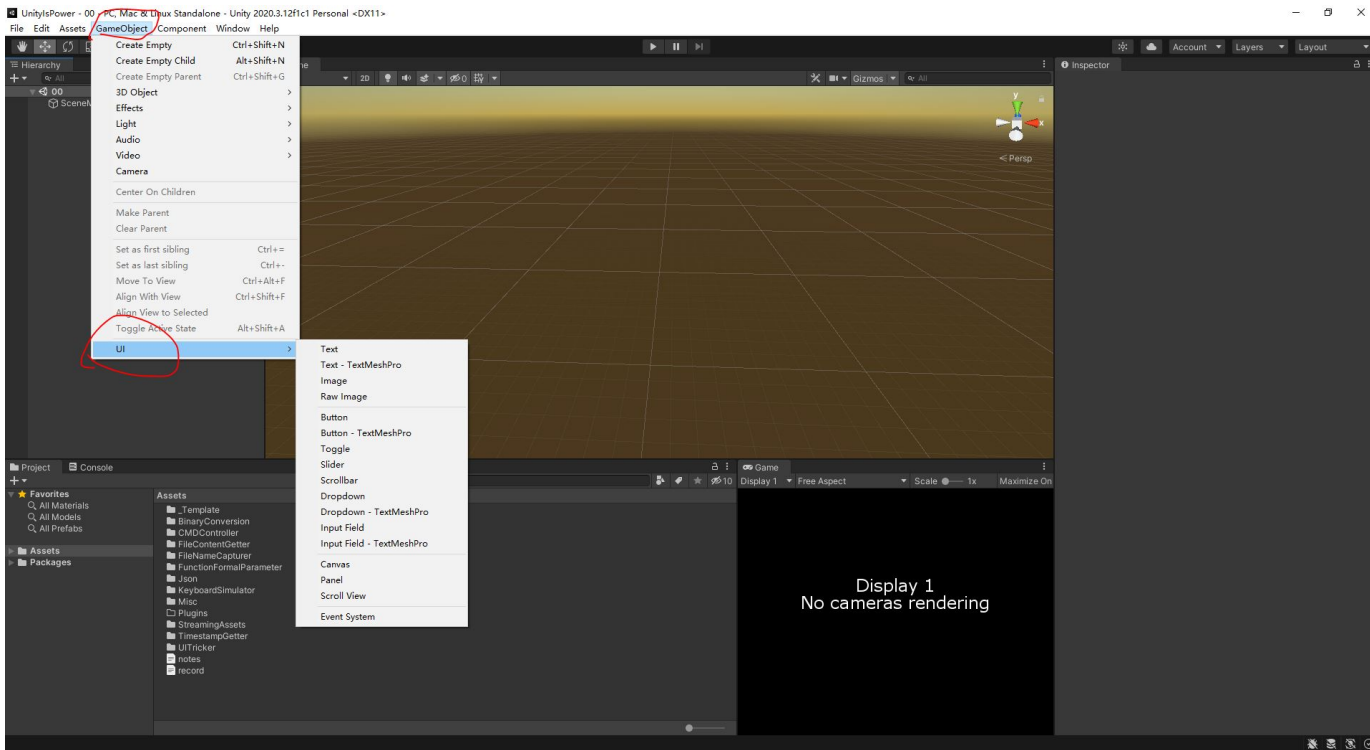 UnityIsPower - 00 - PC, Mac & Linux Standalone - Unity 2020.3.12f1c1 Personal <DX11>
File Edit Assets GameObject Component Window Help
Account Layers Layout
Hierarchy
All
00
Create Empty Ctrl+Shift+N
Create Empty Child Alt+Shift+N
Create Empty Parent Ctrl+Shift+G
3D Object
Effects
Light
Audio
Video
Camera
Center On Children
Make Parent
Clear Parent
Set as first sibling Ctrl+=
Set as last sibling Ctrl+-
Move To View Ctrl+Alt+F
Align With View Ctrl+Shift+F
Align View to Selected
Toggle Active State Alt+Shift+A
UI
Text
Text - TextMeshPro
Image
Raw Image
Button
Button - TextMeshPro
Toggle
Slider
Scrollbar
Dropdown
Dropdown - TextMeshPro
Input Field
Input Field - TextMeshPro
Canvas
Panel
Scroll View
Event System
2D 0 Gizmos All
y
x
Persp
Inspector
Project Console
10
Favorites
All Materials
All Models
All Prefabs
Assets
Packages
Assets
_Template
BinaryConversion
CMDController
FileContentGetter
FileNameCapturer
FunctionFormalParameter
Json
KeyboardSimulator
Misc
Plugins
StreamingAssets
TimestampGetter
UITricker
notes
record
Game
Display 1 Free Aspect Scale 1x Maximize On
Display 1
No cameras rendering